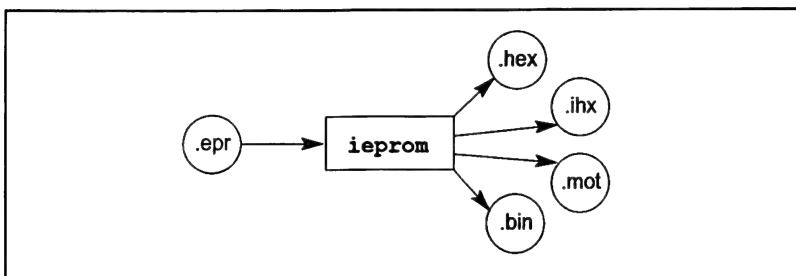 .hex
.ihx
.epr
ieprom
.mot
.bin